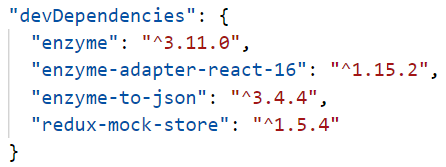 "devDependencies": {
"enzyme": "^3.11.0",
"enzyme-adapter-react-16": "^1.15.2",
"enzyme-to-json": "^3.4.4",
"redux-mock-store": "^1.5.4"
}